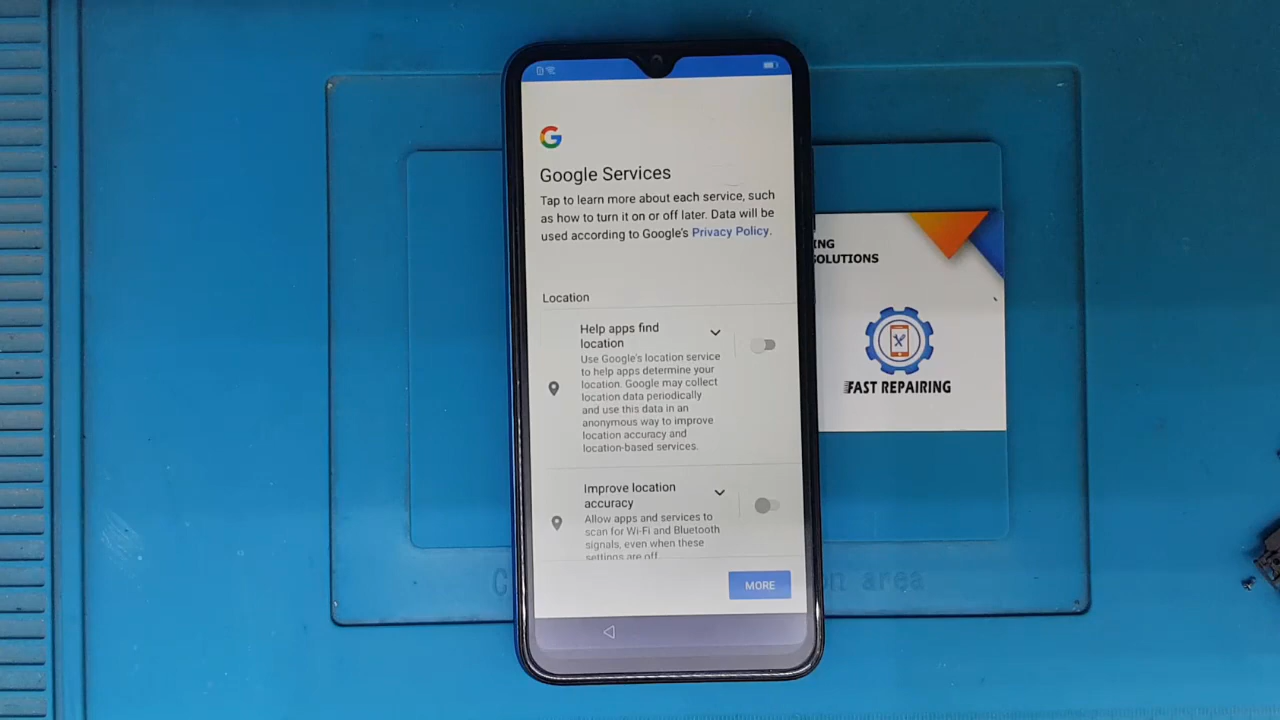 Google Services
Tap to learn more about each service, such
as how to turn it on or off later. Data will be
used according to Google's Privacy Policy.
Location
Help apps find
location
Use Google's location service
to help apps determine your
location. Google may collect
location data periodically
and use this data in an
anonymous way to improve
location accuracy and
location-based services.
Improve location
accuracy
Allow apps and services to
scan for Wi-Fi and Bluetooth
signals, even when these
settings are off.
MORE
ING
SOLUTIONS
FAST REPAIRING
area